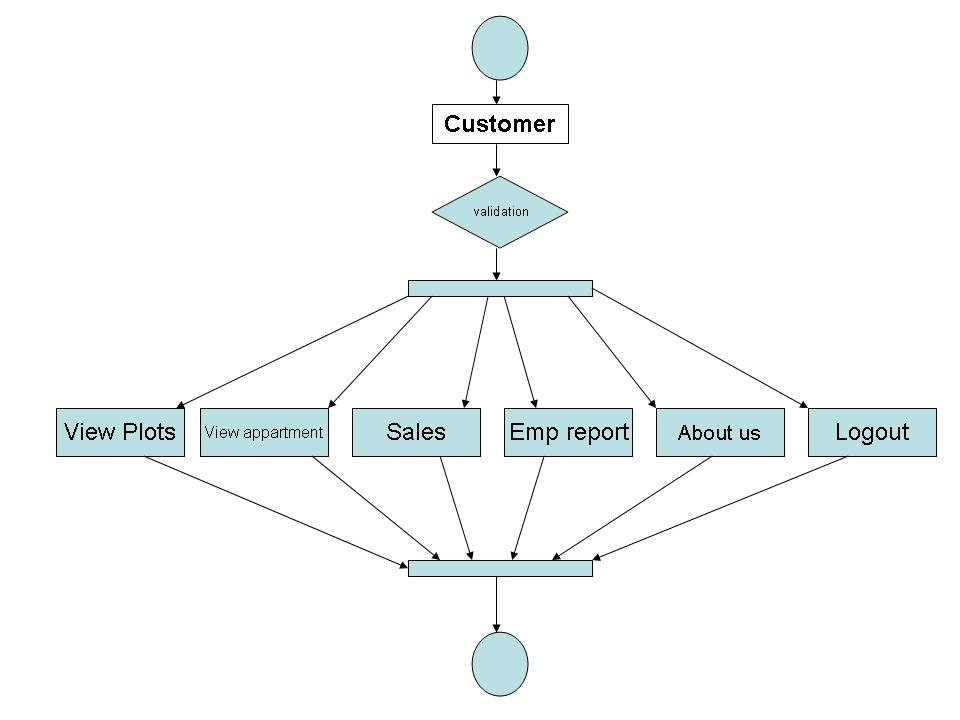 Customer
validation
View Plots
View appartment
Sales
Emp report
About us
Logout